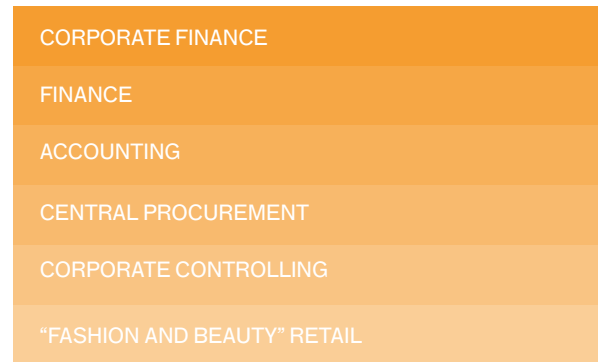 CORPORATE FINANCE
FINANCE
ACCOUNTING
CENTRAL PROCUREMENT
CORPORATE CONTROLLING
“FASHION AND BEAUTY” RETAIL